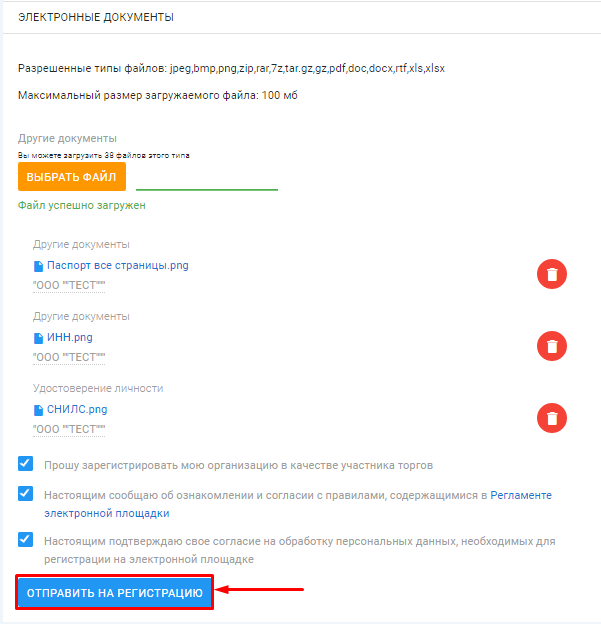 ЭЛЕКТРОННЫЕ ДОКУМЕНТЫ
Разрешенные типы файлов: jpeg,bmp,png,zip,rar,7z,tar.gz,gz,pdf,doc,docx,rtf,xls,xlsx
Максимальный размер загружаемого файла: 100 мб
Другие документы
Вы можете загрузить 38 файлов этого типа
ВЫБРАТЬ ФАЙЛ
Файл успешно загружен
Другие документы
Паспорт все страницы.png
"ООО ""ТЕСТ"""
Другие документы
ИНН.png
"ООО ""ТЕСТ"""
Удостоверение личности
СНИЛС.png
"ООО ""ТЕСТ"""
Прошу зарегистрировать мою организацию в качестве участника торгов
Настоящим сообщаю об ознакомлении и согласии с правилами, содержащимися в Регламенте
электронной площадки
Настоящим подтверждаю свое согласие на обработку персональных данных, необходимых для
регистрации на электронной площадке
ОТПРАВИТЬ НА РЕГИСТРАЦИЮ